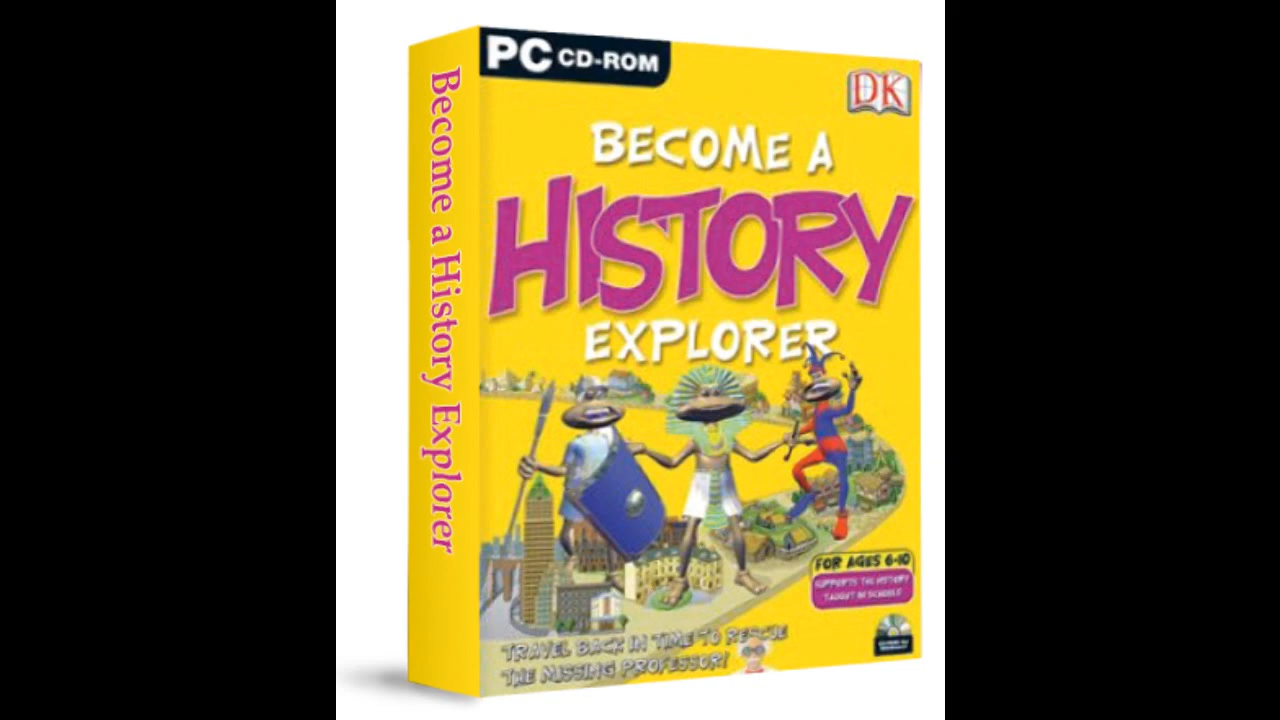 Become a History Explorer
PC CD-ROM
DK
BECOME A
HISTORY
EXPLORER
FOR AGES 6-10
SUPPORTS THE HISTORY
TAUGHT IN SCHOOLS
TRAVEL BACK IN TIME TO RESCUE
THE MISSING PROFESSOR!